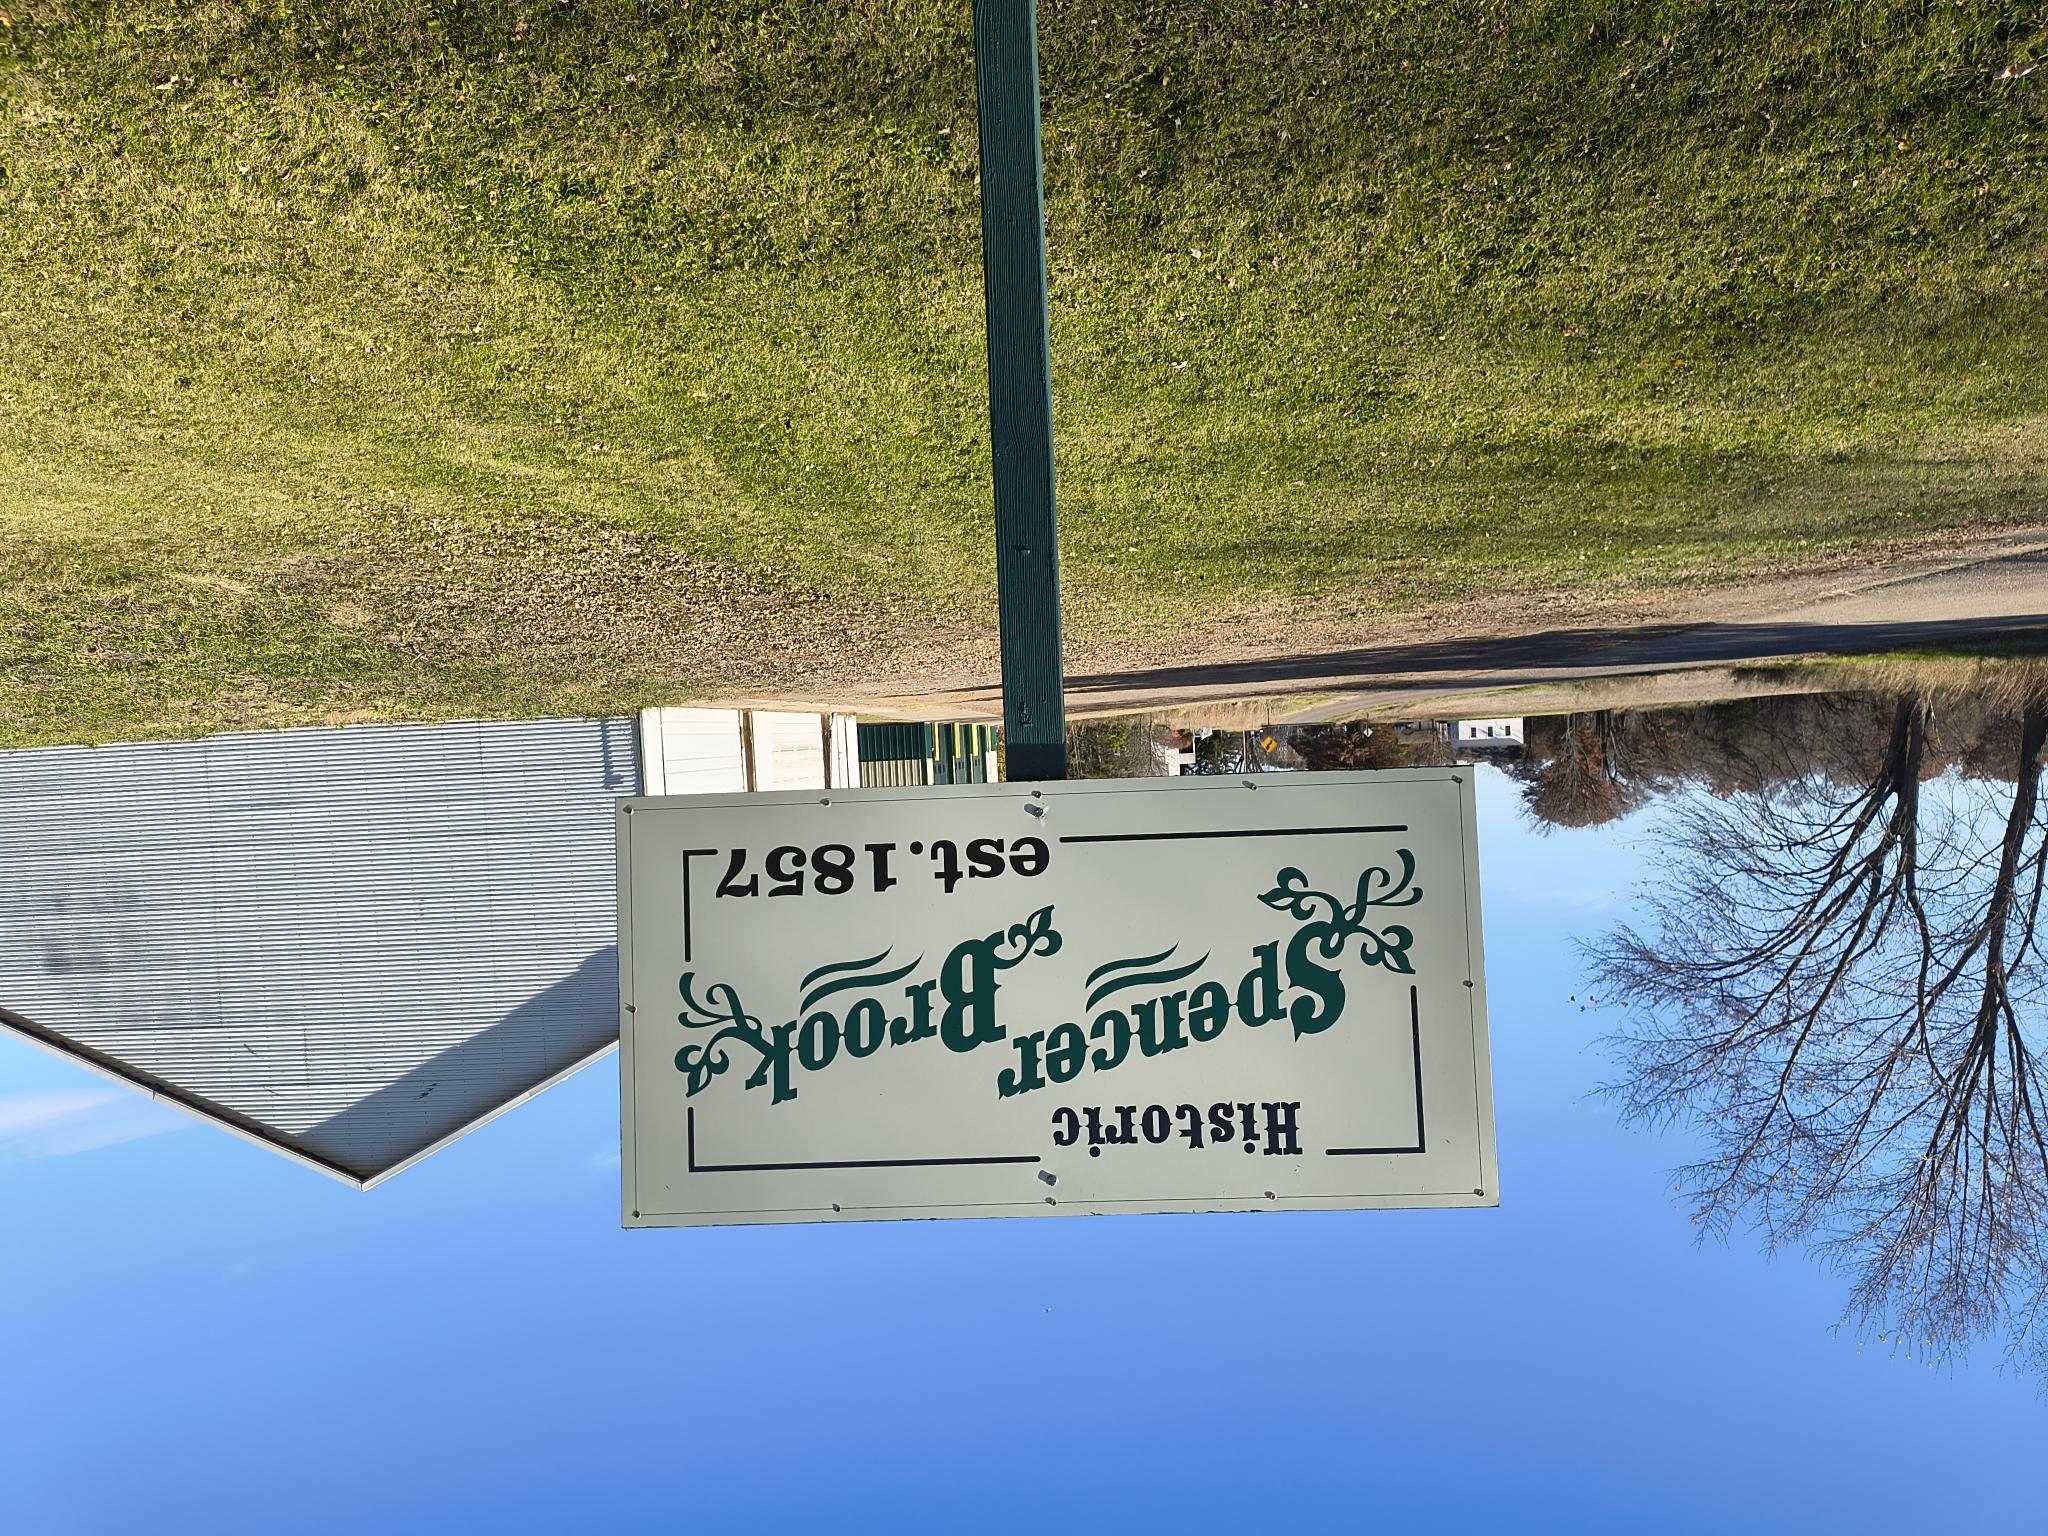 Historic
Spencer Brook
est.1857